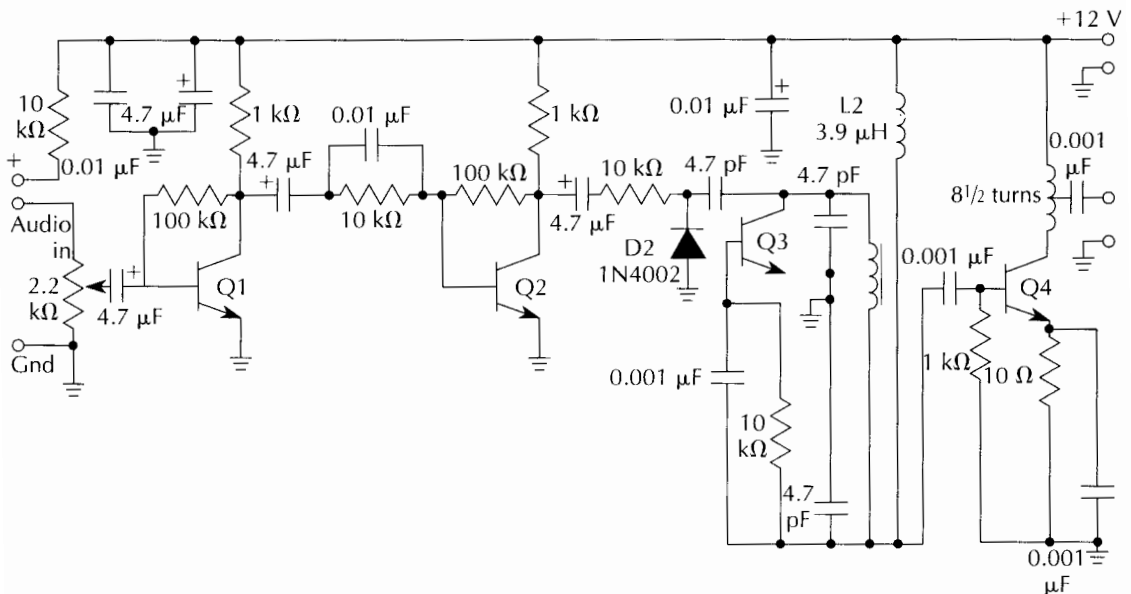 +12 V
10
kΩ
4.7 µF
+
0.01 µF
1 kΩ
0.01 µF
1 kΩ
0.01 µF
+
L2
3.9 µH
0.001
µF
8 1/2 turns
+
Audio
in
2.2
kΩ
Gnd
4.7 µF
+
100 kΩ
Q1
4.7 µF
+
10 kΩ
100 kΩ
Q2
+
4.7 µF
10 kΩ
D2
1N4002
4.7
pF
Q3
4.7 pF
0.001 µF
10
kΩ
4.7
pF
0.001
µF
Q4
1 kΩ
10 Ω
0.001
µF